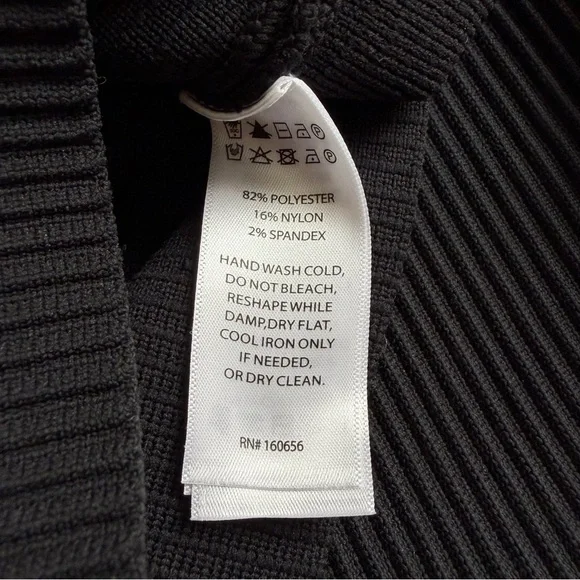 82% POLYESTER
16% NYLON
2% SPANDEX
HAND WASH COLD,
DO NOT BLEACH,
RESHAPE WHILE
DAMP,DRY FLAT,
COOL IRON ONLY
IF NEEDED,
OR DRY CLEAN.
RN# 160656